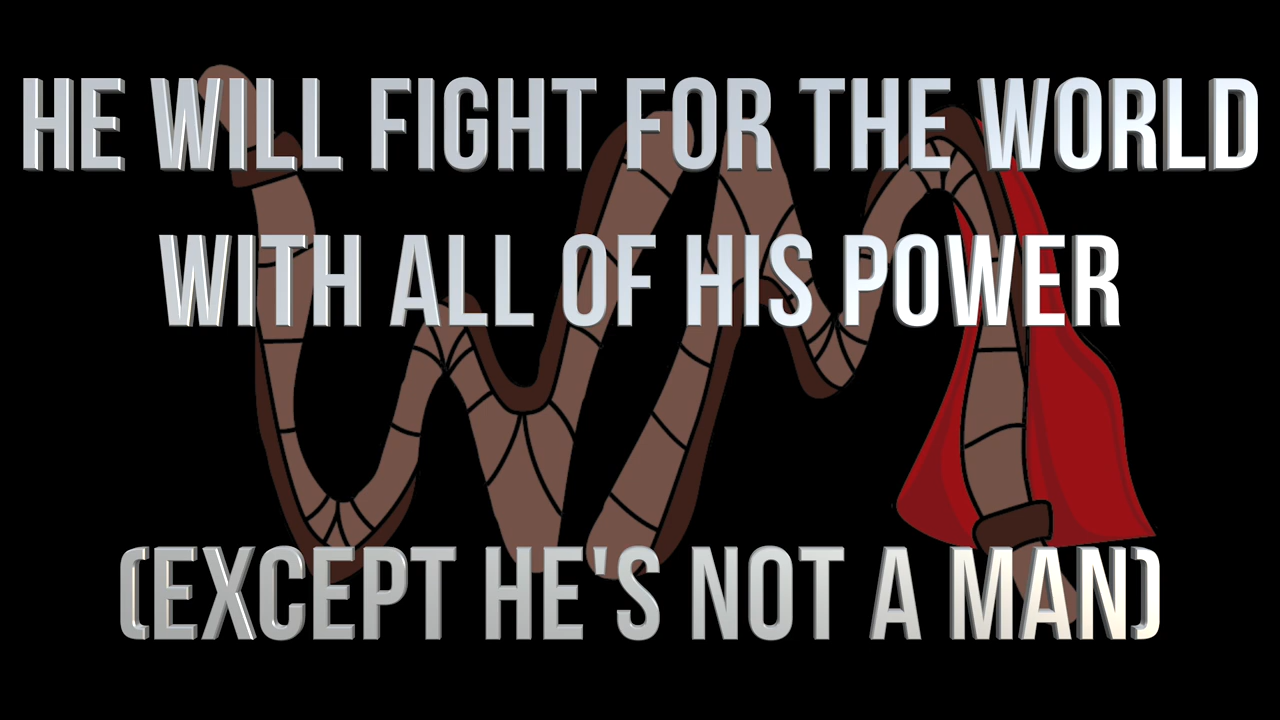 HE WILL FIGHT FOR THE WORLD
WITH ALL OF HIS POWER
(EXCEPT HE'S NOT A MAN)